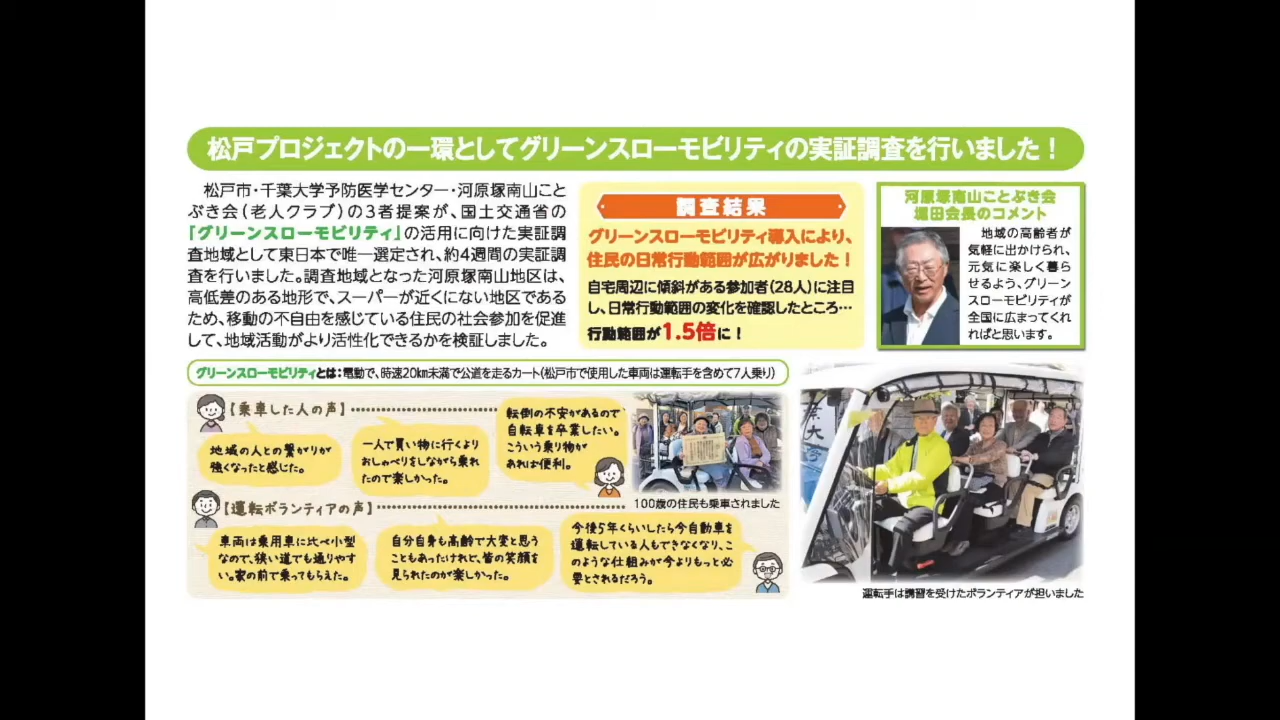 松戸プロジェクトの一環としてグリーンスローモビリティの実証調査を行いました！
松戸市・千葉大学予防医学センター・河原塚南山こと
ぶき会（老人クラブ）の3者提案が、国土交通省の
「グリーンスローモビリティ」の活用に向けた実証調
査地域として東日本で唯一選定され、約4週間の実証調
査を行いました。調査地域となった河原塚南山地区は、
高低差のある地形で、スーパーが近くにない地区である
ため、移動の不自由を感じている住民の社会参加を促進
して、地域活動がより活性化できるかを検証しました。
調査結果
グリーンスローモビリティ導入により、
住民の日常行動範囲が広がりました！
自宅周辺に傾斜がある参加者（28人）に注目
し、日常行動範囲の変化を確認したところ…
行動範囲が1.5倍に！
河原塚南山ことぶき会
堀田会長のコメント
地域の高齢者が
気軽に出かけられ、
元気に楽しく暮ら
せるよう、グリーン
スローモビリティが
全国に広まってくれ
ればと思います。
グリーンスローモビリティとは：電動で、時速20km未満で公道を走るカート（松戸市で使用した車両は運転手を含めて7人乗り）
【乗車した人の声】
地域の人との繋がりが
強くなったと感じた。
一人で買い物に行くより
おしゃべりをしながら乗れ
たので楽しかった。
転倒の不安があるので
自転車を卒業したい。
こういう乗り物が
あれば便利。
100歳の住民も乗車されました
【運転ボランティアの声】
車両は乗用車に比べ小型
なので、狭い道でも通りやす
い。家の前で乗ってもらえた。
自分自身も高齢で大変と思う
こともあったけれど、皆の笑顔を
見られたのが楽しかった。
今後5年くらいしたら今自動車を
運転している人もできなくなり、こ
のような仕組みが今よりもっと必
要とされるだろう。
運転手は講習を受けたボランティアが担いました